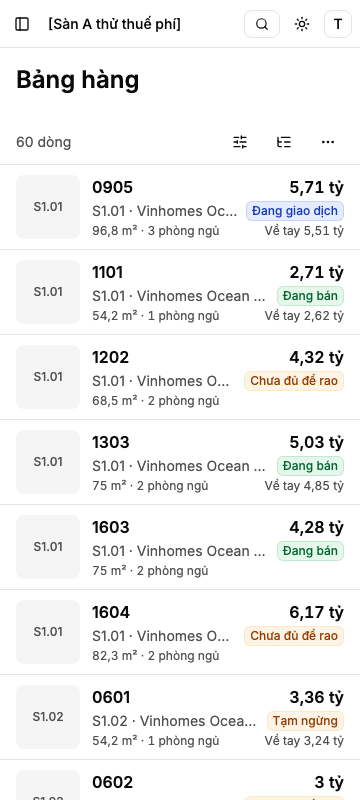 [Sàn A thử thuế phí]
T
Bảng hàng
60 dòng
S1.01
0905
5,71 tỷ
S1.01 · Vinhomes Oc...
Đang giao dịch
96,8 m² · 3 phòng ngủ
Về tay 5,51 tỷ
S1.01
1101
2,71 tỷ
S1.01 · Vinhomes Ocean ...
Đang bán
54,2 m² · 1 phòng ngủ
Về tay 2,62 tỷ
S1.01
1202
4,32 tỷ
S1.01 · Vinhomes O...
Chưa đủ để rao
68,5 m² · 2 phòng ngủ
S1.01
1303
5,03 tỷ
S1.01 · Vinhomes Ocean ...
Đang bán
75 m² · 2 phòng ngủ
Về tay 4,85 tỷ
S1.01
1603
4,28 tỷ
S1.01 · Vinhomes Ocean ...
Đang bán
75 m² · 2 phòng ngủ
S1.01
1604
6,17 tỷ
S1.01 · Vinhomes O...
Chưa đủ để rao
82,3 m² · 2 phòng ngủ
S1.02
0601
3,36 tỷ
S1.02 · Vinhomes Ocea...
Tạm ngừng
54,2 m² · 1 phòng ngủ
Về tay 3,24 tỷ
0602
3 tỷ